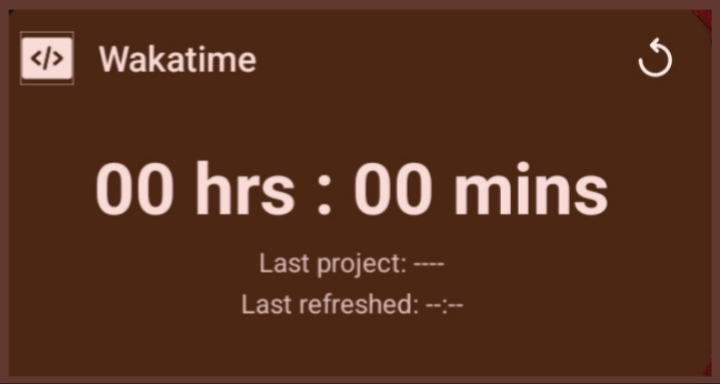 </> Wakatime
00 hrs : 00 mins
Last project: ----
Last refreshed: --:--